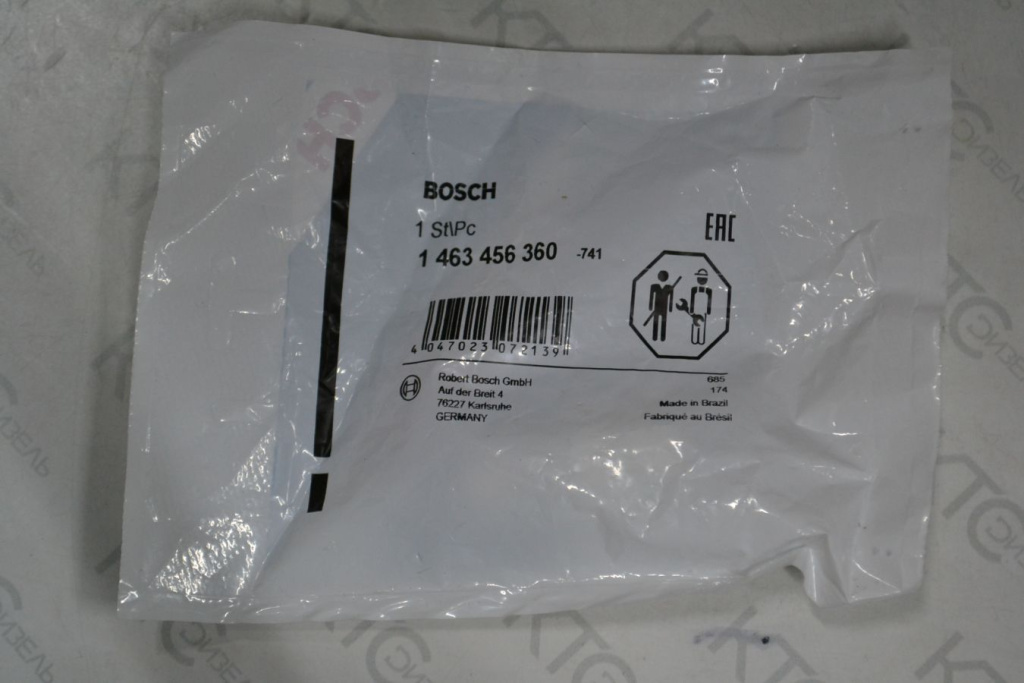 BOSCH
1 St\Pc
1 463 456 360 -741
EAC
4 047023 072139
Robert Bosch GmbH
Auf der Breit 4
76227 Karlsruhe
GERMANY
685
174
Made in Brazil
Fabriqué au Brésil